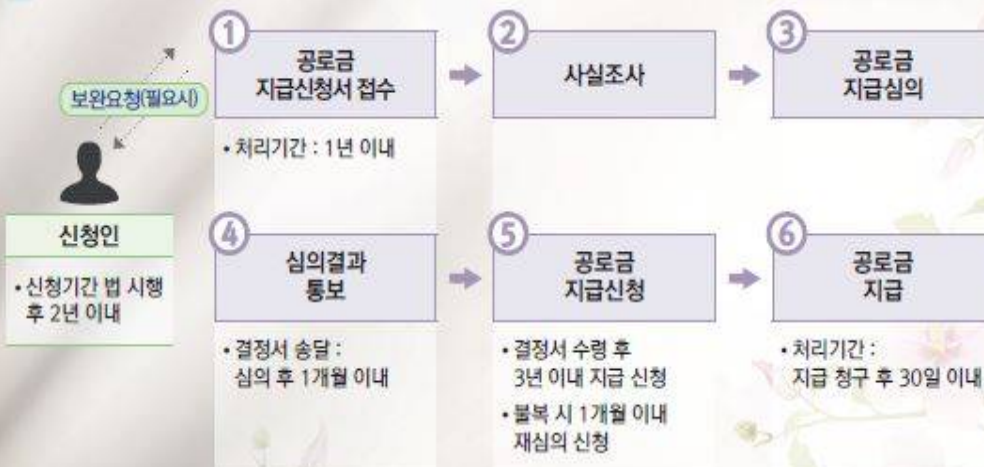 ①
공로금
지급신청서 접수
②
사실조사
③
공로금
지급심의
보완요청(필요시)
• 처리기간 : 1년 이내
신청인
• 신청기간 법 시행
후 2년 이내
④
심의결과
통보
⑤
공로금
지급신청
⑥
공로금
지급
• 결정서 송달 :
심의 후 1개월 이내
• 결정서 수령 후
3년 이내 지급 신청
• 불복 시 1개월 이내
재심의 신청
• 처리기간 :
지급 청구 후 30일 이내